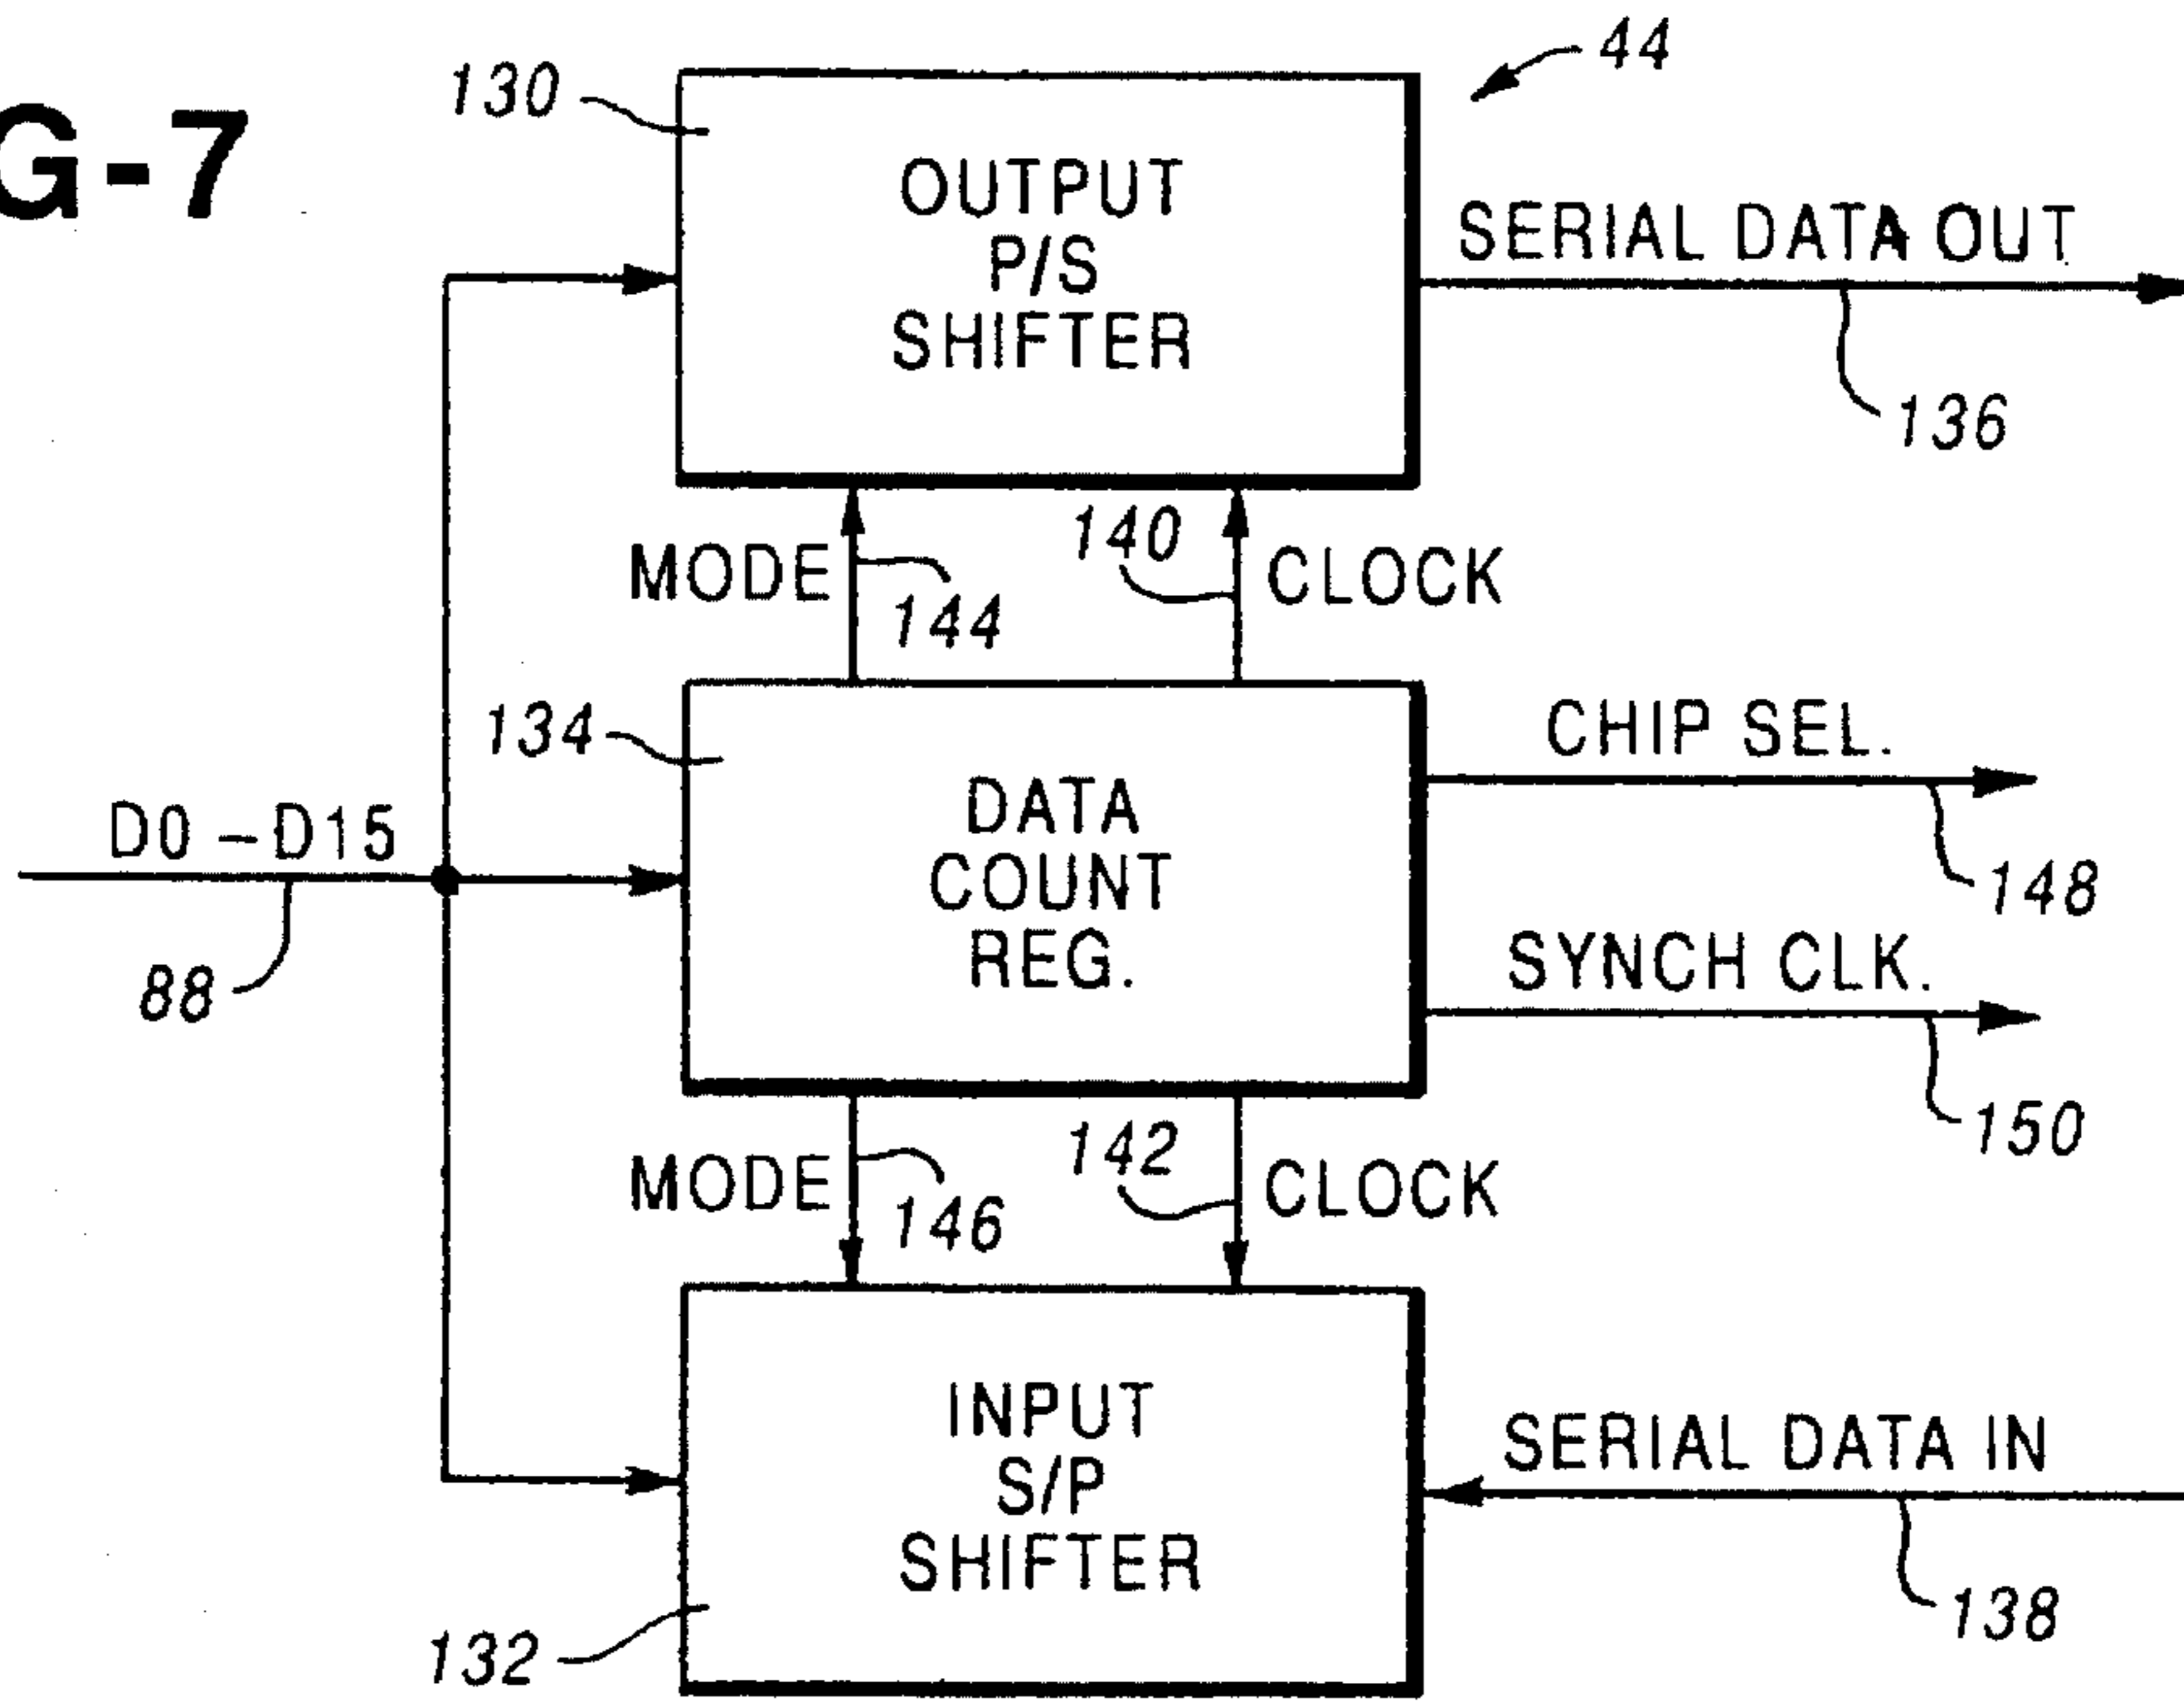 G-7
44
130
OUTPUT
P/S
SHIFTER
SERIAL DATA OUT
136
MODE
144
140
CLOCK
134
DATA
COUNT
REG.
CHIP SEL.
148
D0-D15
88
SYNCH CLK.
150
MODE
146
142
CLOCK
INPUT
S/P
SHIFTER
SERIAL DATA IN
138
132